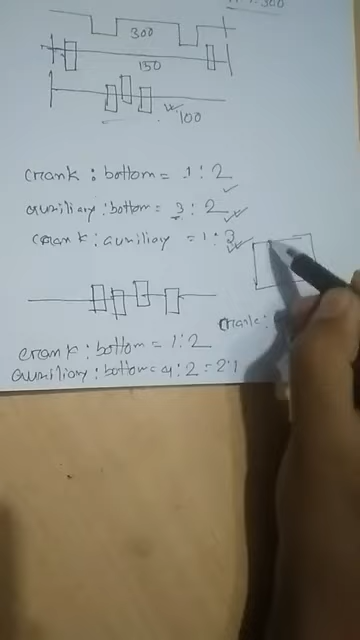 300
150
100
crank : bottom = 1 : 2
auxiliary : bottom = 3 : 2
crank : auxiliary = 1 : 3
crank :
crank : bottom = 1 : 2
auxiliary : bottom = 4 : 2 = 2:1